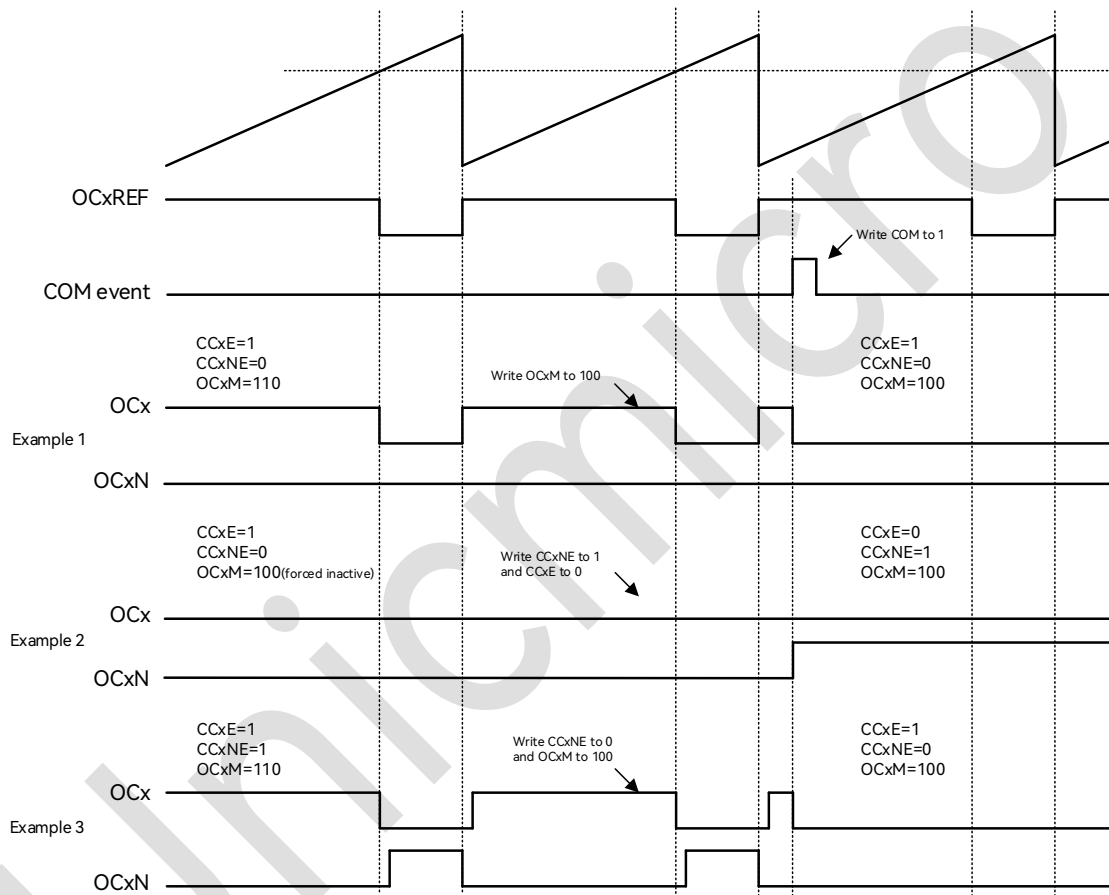 OCxREF
Write COM to 1
COM event
CCxE=1
CCxNE=0
OCxM=110
CCxE=1
CCxNE=0
OCxM=100
Write OCxM to 100
OCx
Example 1
OCxN
CCxE=1
CCxNE=0
OCxM=100(forced inactive)
Write CCxNE to 1
and CCxE to 0
CCxE=0
CCxNE=1
OCxM=100
OCx
Example 2
OCxN
CCxE=1
CCxNE=1
OCxM=110
Write CCxNE to 0
and OCxM to 100
CCxE=1
CCxNE=0
OCxM=100
OCx
Example 3
OCxN
Unicmicro